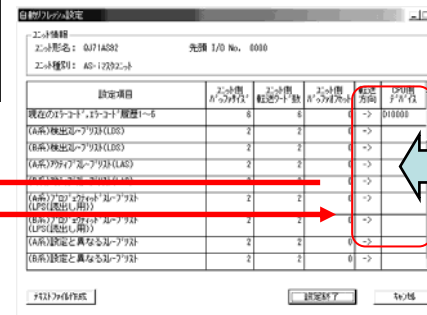 自動リフレッシュ設定
ユニット情報
ユニット形名： QJ71AS92　先頭 I/O No. 0000
ユニット種別： AS-iマスタユニット
設定項目　ユニット側 バッファサイズ　ユニット側 転送ワード数　ユニット側 バッファオフセット　転送 方向　CPU側 デバイス
現在のエラーコード,エラーコード履歴1～5　6　6　0　->　D10000
(A系)検出スレーブリスト(LDS)　2　2　0　->
(B系)検出スレーブリスト(LDS)　2　2　0　->
(A系)アクティブスレーブリスト(LAS)　2　2　0　->
2　2　->
(A系)プロジェクティッドスレーブリスト (LPS(読出し用))　2　2　0　->
(B系)プロジェクティッドスレーブリスト (LPS(読出し用))　2　2　->
(A系)設定と異なるスレーブリスト　2　2　0　->
(B系)設定と異なるスレーブリスト　2　2　0　->
テキストファイル作成　設定終了　キャンセル